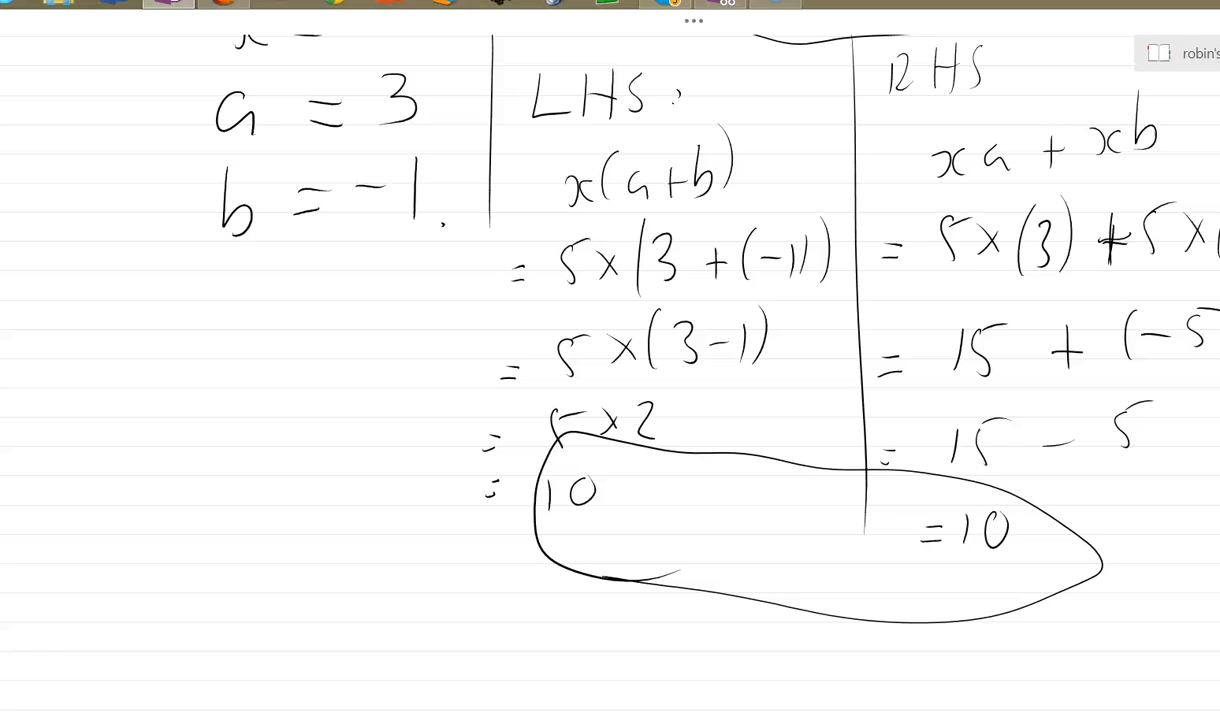 x =
a = 3
b = -1.
LHS:
x(a+b)
= 5×(3+(-1))
= 5×(3-1)
= 5×2
= 10
RHS
xa + xb
= 5×(3) + 5×(
= 15 + (-5
= 15 - 5
= 10
robin's